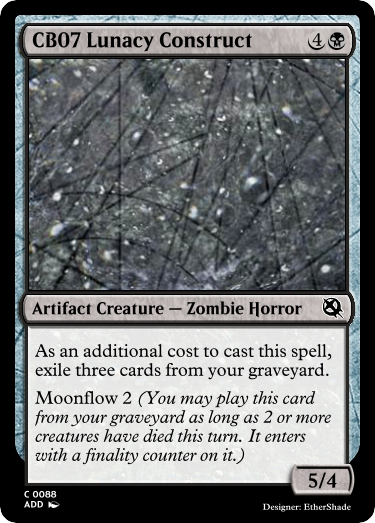 CB07 Lunacy Construct 4
Artifact Creature — Zombie Horror
As an additional cost to cast this spell,
exile three cards from your graveyard.
Moonflow 2 (You may play this card
from your graveyard as long as 2 or more
creatures have died this turn. It enters
with a finality counter on it.)
5/4
C 0088
ADD
Designer: EtherShade